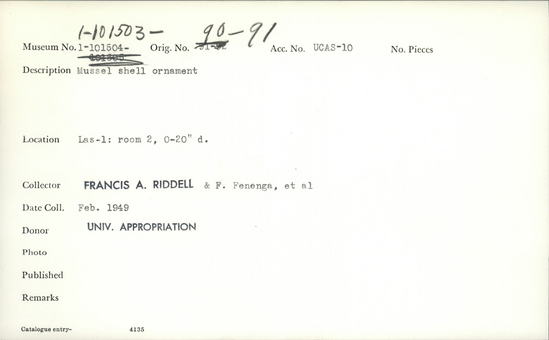 1-101503-
90-91
Museum No. 1-101504- Orig. No. Acc. No. UCAS-10 No. Pieces
Description Mussel shell ornament
Location Las-1: room 2, 0-20" d.
Collector FRANCIS A. RIDDELL & F. Fenenga, et al
Date Coll. Feb. 1949
Donor UNIV. APPROPRIATION
Photo
Published
Remarks
Catalogue entry- 4135